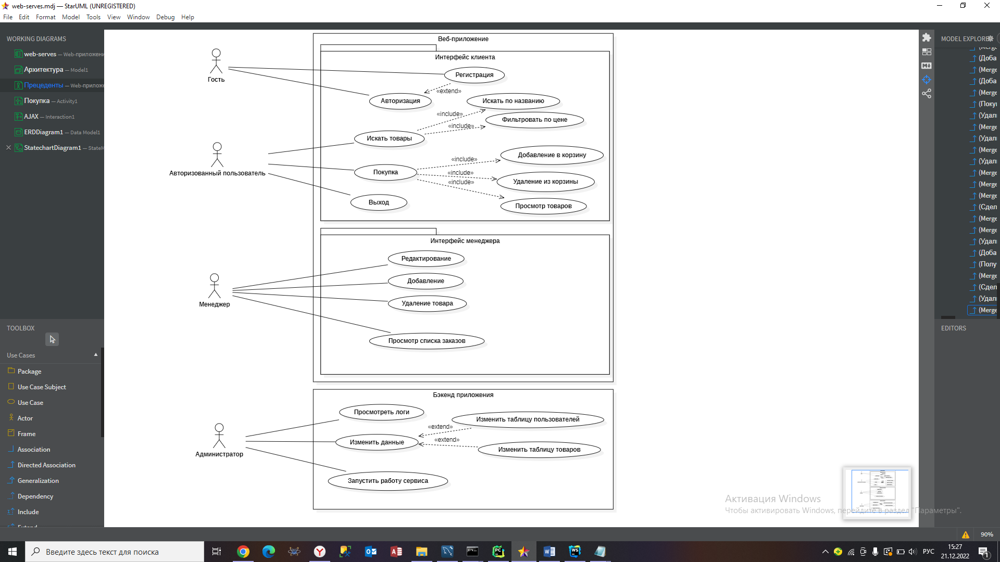 web-serves.mdj — StarUML (UNREGISTERED)
File Edit Format Model Tools View Window Debug Help
WORKING DIAGRAMS
web-serves — Web-приложени
Архитектура — Model1
Прецеденты — Web-приложе
Покупка — Activity1
AJAX — Interaction1
ERDDiagram1 — Data Model1
StatechartDiagram1 — StateM
TOOLBOX
Use Cases
Package
Use Case Subject
Use Case
Actor
Frame
Association
Directed Association
Generalization
Dependency
Include
Extend
Веб-приложение
Интерфейс клиента
Гость
Регистрация
«extend»
Авторизация
Искать по названию
«include»
Фильтровать по цене
«include»
Искать товары
Авторизованный пользователь
Добавление в корзину
«include»
Покупка
«include»
Удаление из корзины
«include»
Выход
Просмотр товаров
Интерфейс менеджера
Редактирование
Добавление
Менеджер
Удаление товара
Просмотр списка заказов
Бэкенд приложения
Просмотреть логи
Изменить таблицу пользователей
«extend»
Изменить данные
«extend»
Изменить таблицу товаров
Администратор
Запустить работу сервиса
MODEL EXPLORE
(Merge
(Доба
(Merge
(Доба
(Merge
(Поку
(Удал
(Merge
(Удал
(Merge
(Удал
(Merge
(Merge
(Merge
(Сдел
(Merge
(Merge
(Удал
(Доба
(Полу
(Merge
(Сдел
(Удал
(Merge
EDITORS
Активация Windows
Чтобы активировать Windows, перейдите в раздел "Параметры".
90%
Введите здесь текст для поиска
РУС
15:27
21.12.2022
1